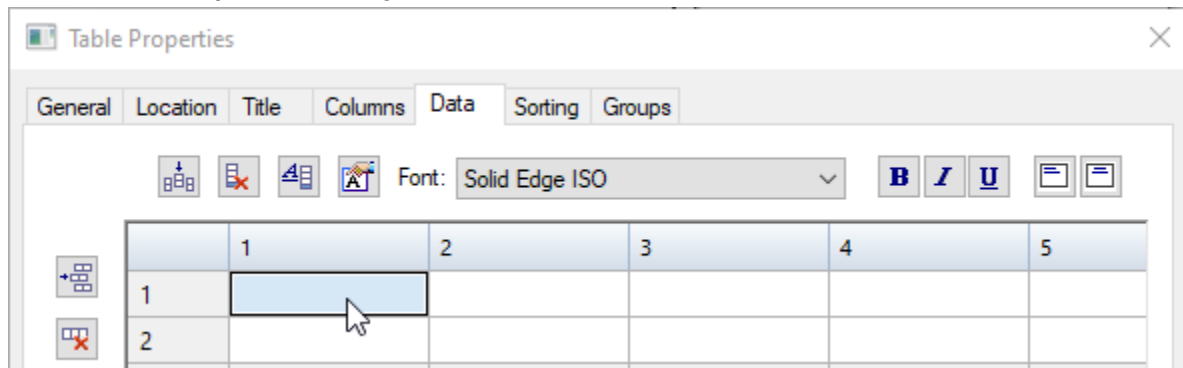 Table Properties
General Location Title Columns Data Sorting Groups
Font: Solid Edge ISO B I U
1 2 3 4 5
1
2